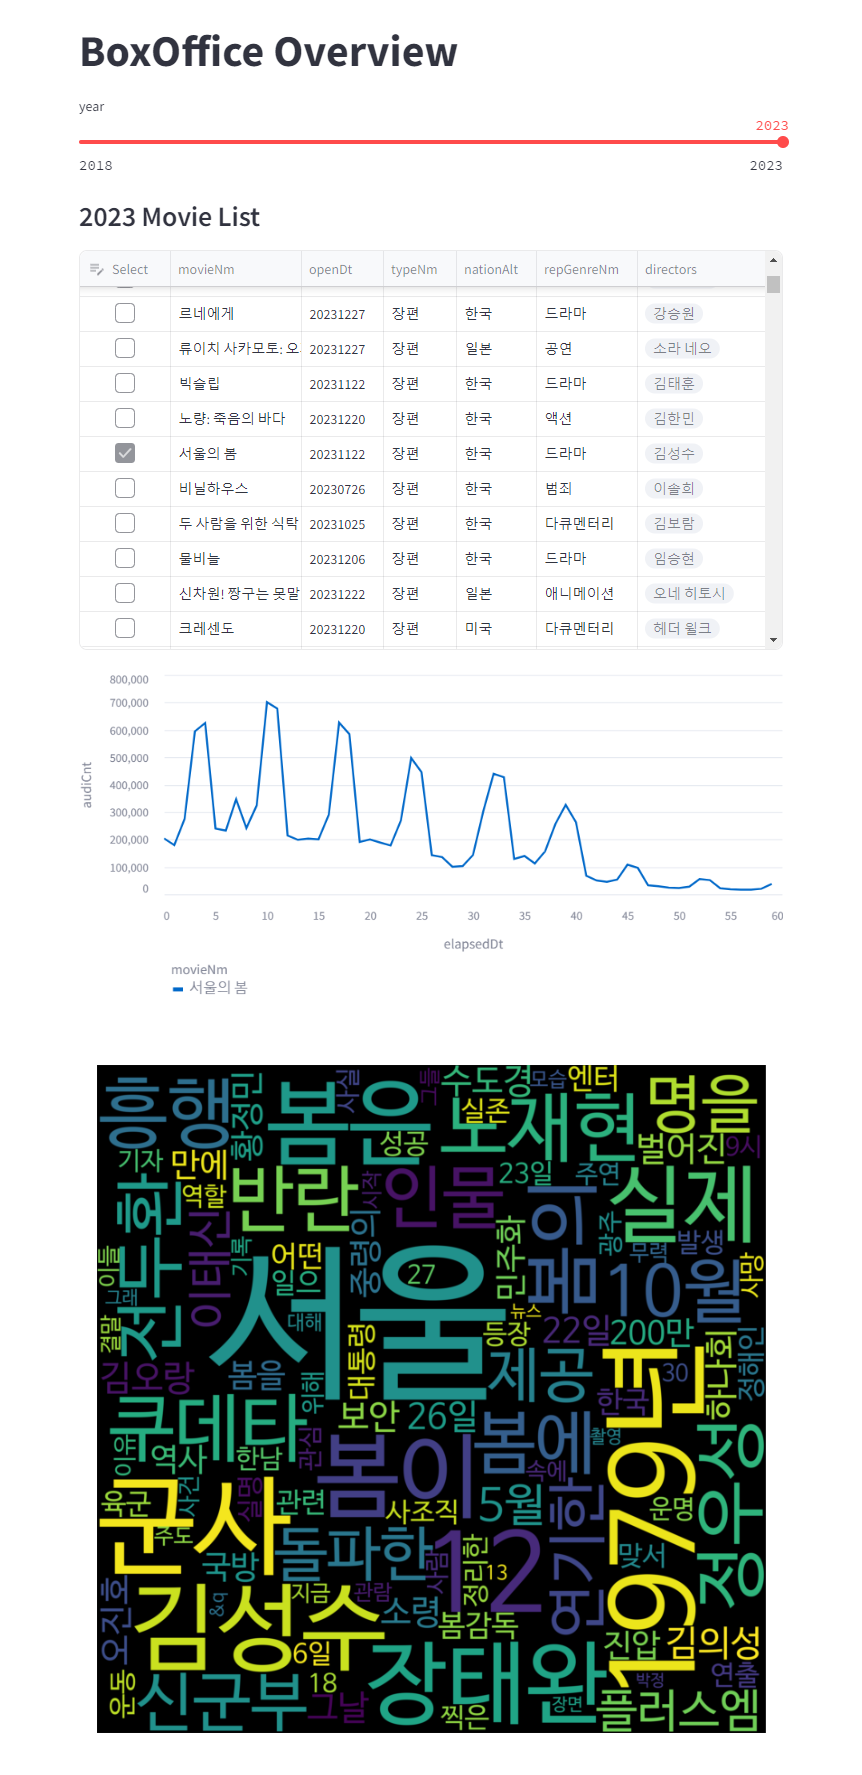 BoxOffice Overview
year
2023
2018 2023
2023 Movie List
Select movieNm openDt typeNm nationAlt repGenreNm directors
르네에게 20231227 장편 한국 드라마 강승원
류이치 사카모토: 오 20231227 장편 일본 공연 소라 네오
빅슬립 20231122 장편 한국 드라마 김태훈
노량: 죽음의 바다 20231220 장편 한국 액션 김한민
서울의 봄 20231122 장편 한국 드라마 김성수
비닐하우스 20230726 장편 한국 범죄 이솔희
두 사람을 위한 식탁 20231025 장편 한국 다큐멘터리 김보람
물비늘 20231206 장편 한국 드라마 임승현
신차원! 짱구는 못말 20231222 장편 일본 애니메이션 오네 히토시
크레센도 20231220 장편 미국 다큐멘터리 헤더 윌크
800,000
700,000
600,000
500,000
400,000
300,000
200,000
100,000
0
audiCnt
0 5 10 15 20 25 30 35 40 45 50 55 60
elapsedDt
movieNm
서울의 봄
흥행 황정민 봄은 사실 그들 수도경 모습 엔터
노재현 실존 명을
기자 만에 성공 벌어진 9시
역할 반란 시작 인물 23일 주연 실제
전두환 이태신 기록 어떤 중령의 민주화 봄의 광주 무력 발생
이들 일으 서울 27 10월 사망
그래 대해 뉴스
결말 대통령 등장 22일 200만
김오랑 봄을 위해 제공 한국 30 하나회 정해인
쿠데타 보안 26일 1979년
이유 역사 한남 관심 봄이 봄에 촬영 속에
육군 사건 실명 관련 사조직 5월 연기한 운명 정우성
군사 주도 국방 돌파한 사람 12 정리한 13 맞서
오진호 &q 지금 관람 소령 봄감독
김성수 6일 진압 김의성
운동 신군부 18 그날 장태완 찍은 장면 박정 연출
플러스엠